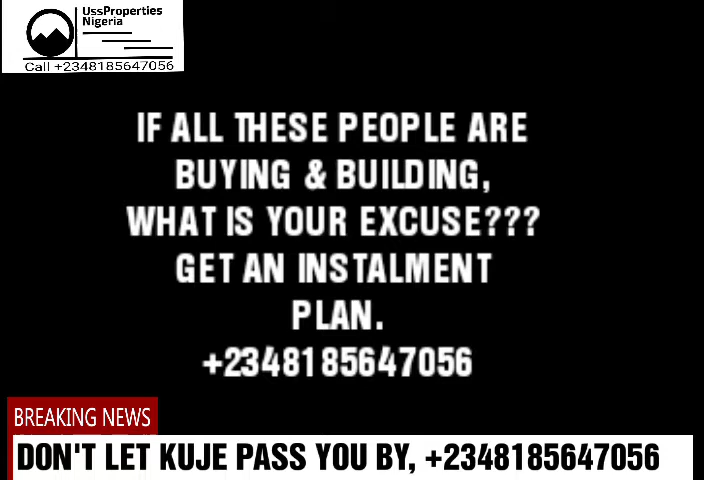 UssProperties
Nigeria
Call +2348185647056
IF ALL THESE PEOPLE ARE
BUYING & BUILDING,
WHAT IS YOUR EXCUSE???
GET AN INSTALMENT
PLAN.
+2348185647056
BREAKING NEWS
DON'T LET KUJE PASS YOU BY, +2348185647056